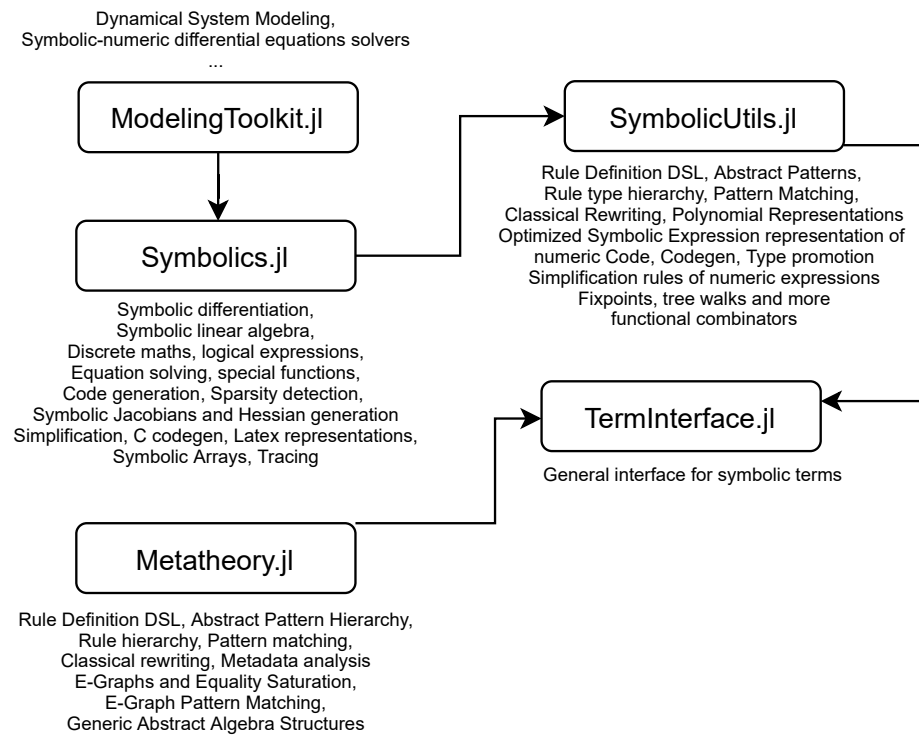 Dynamical System Modeling,
Symbolic-numeric differential equations solvers
...
ModelingToolkit.jl
SymbolicUtils.jl
Rule Definition DSL, Abstract Patterns,
Rule type hierarchy, Pattern Matching,
Classical Rewriting, Polynomial Representations
Optimized Symbolic Expression representation of
numeric Code, Codegen, Type promotion
Simplification rules of numeric expressions
Fixpoints, tree walks and more
functional combinators
Symbolics.jl
Symbolic differentiation,
Symbolic linear algebra,
Discrete maths, logical expressions,
Equation solving, special functions,
Code generation, Sparsity detection,
Symbolic Jacobians and Hessian generation
Simplification, C codegen, Latex representations,
Symbolic Arrays, Tracing
TermInterface.jl
General interface for symbolic terms
Metatheory.jl
Rule Definition DSL, Abstract Pattern Hierarchy,
Rule hierarchy, Pattern matching,
Classical rewriting, Metadata analysis
E-Graphs and Equality Saturation,
E-Graph Pattern Matching,
Generic Abstract Algebra Structures